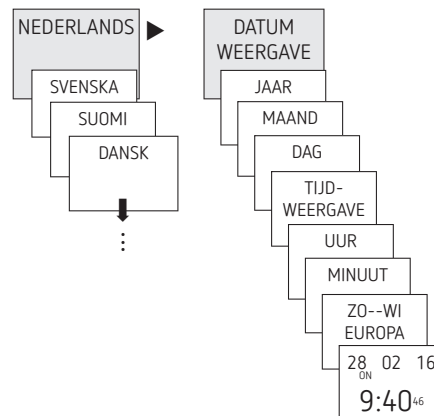 NEDERLANDS
SVENSKA
SUOMI
DANSK
DATUM
WEERGAVE
JAAR
MAAND
DAG
TIJD-
WEERGAVE
UUR
MINUUT
ZO--WI
EUROPA
28 02 16
ON
9:40 46